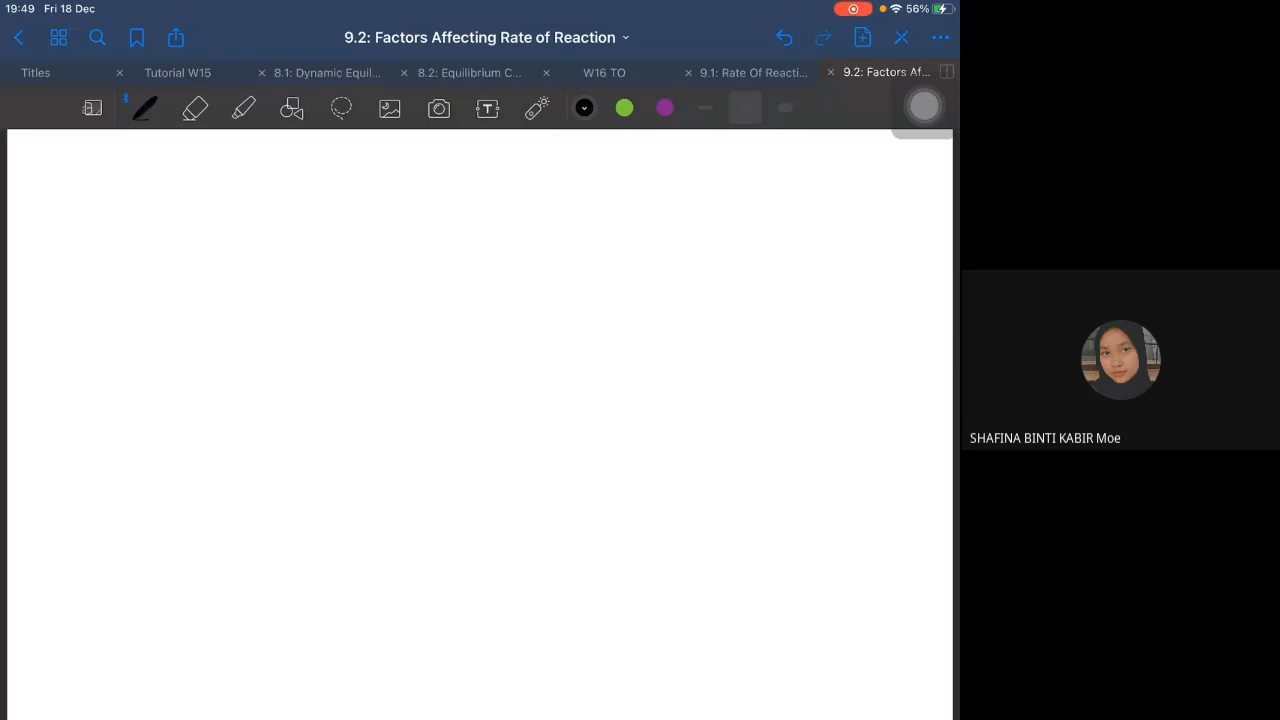 19:49 Fri 18 Dec
56%
9.2: Factors Affecting Rate of Reaction
Titles
Tutorial W15
8.1: Dynamic Equil...
8.2: Equilibrium C...
W16 TO
9.1: Rate Of Reacti...
9.2: Factors Af...
T
SHAFINA BINTI KABIR Moe